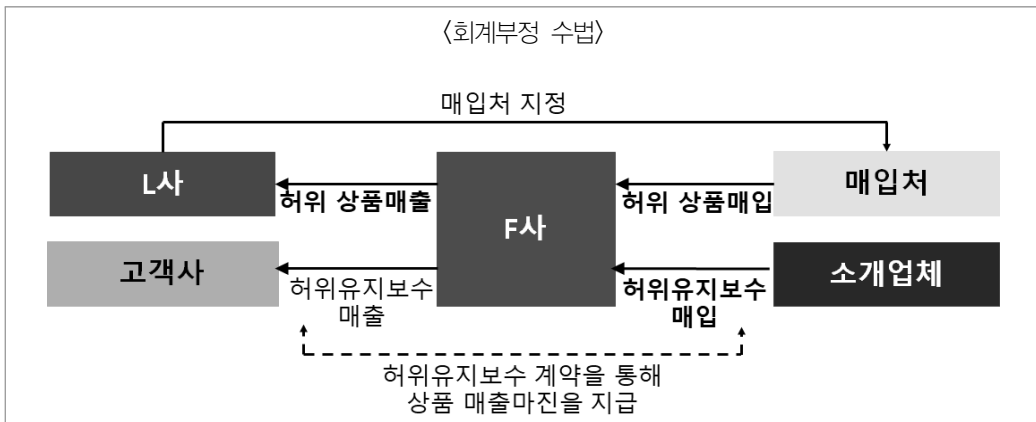 〈회계부정 수법〉
매입처 지정
L사
허위 상품매출
F사
허위 상품매입
매입처
고객사
허위유지보수
매출
허위유지보수
매입
소개업체
허위유지보수 계약을 통해
상품 매출마진을 지급